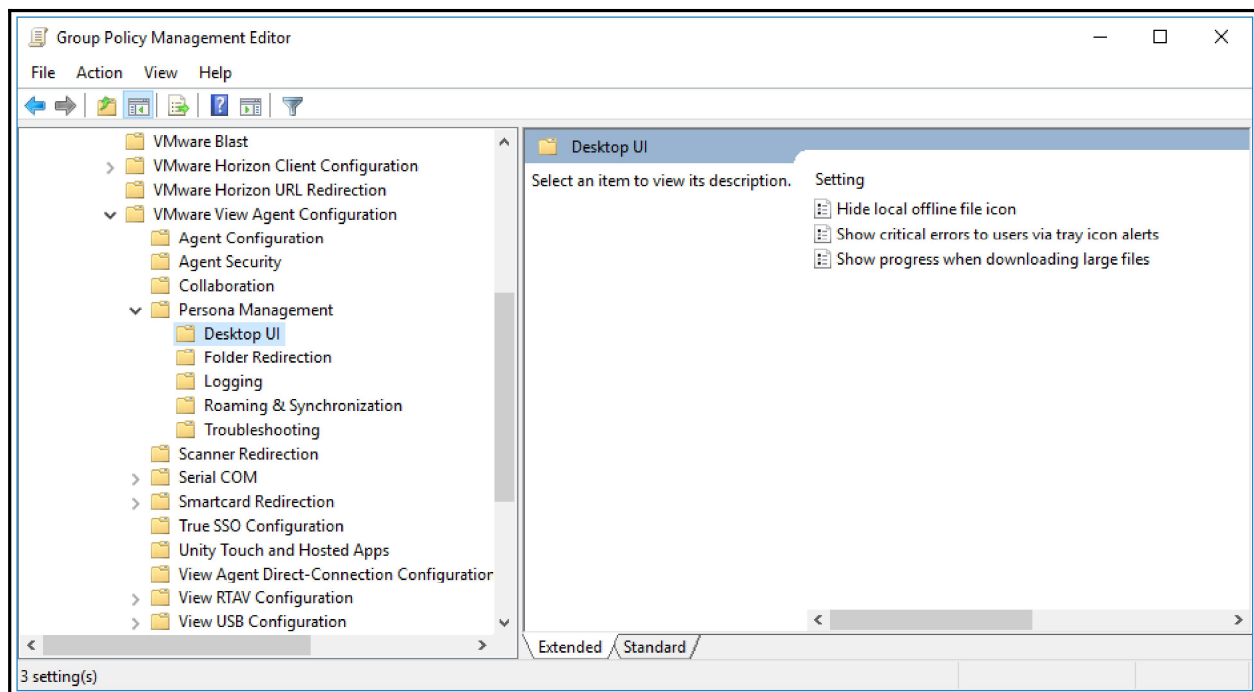 Group Policy Management Editor
File Action View Help
VMware Blast
VMware Horizon Client Configuration
VMware Horizon URL Redirection
VMware View Agent Configuration
Agent Configuration
Agent Security
Collaboration
Persona Management
Desktop UI
Folder Redirection
Logging
Roaming & Synchronization
Troubleshooting
Scanner Redirection
Serial COM
Smartcard Redirection
True SSO Configuration
Unity Touch and Hosted Apps
View Agent Direct-Connection Configuration
View RTAV Configuration
View USB Configuration
Desktop UI
Select an item to view its description.
Setting
Hide local offline file icon
Show critical errors to users via tray icon alerts
Show progress when downloading large files
Extended Standard
3 setting(s)